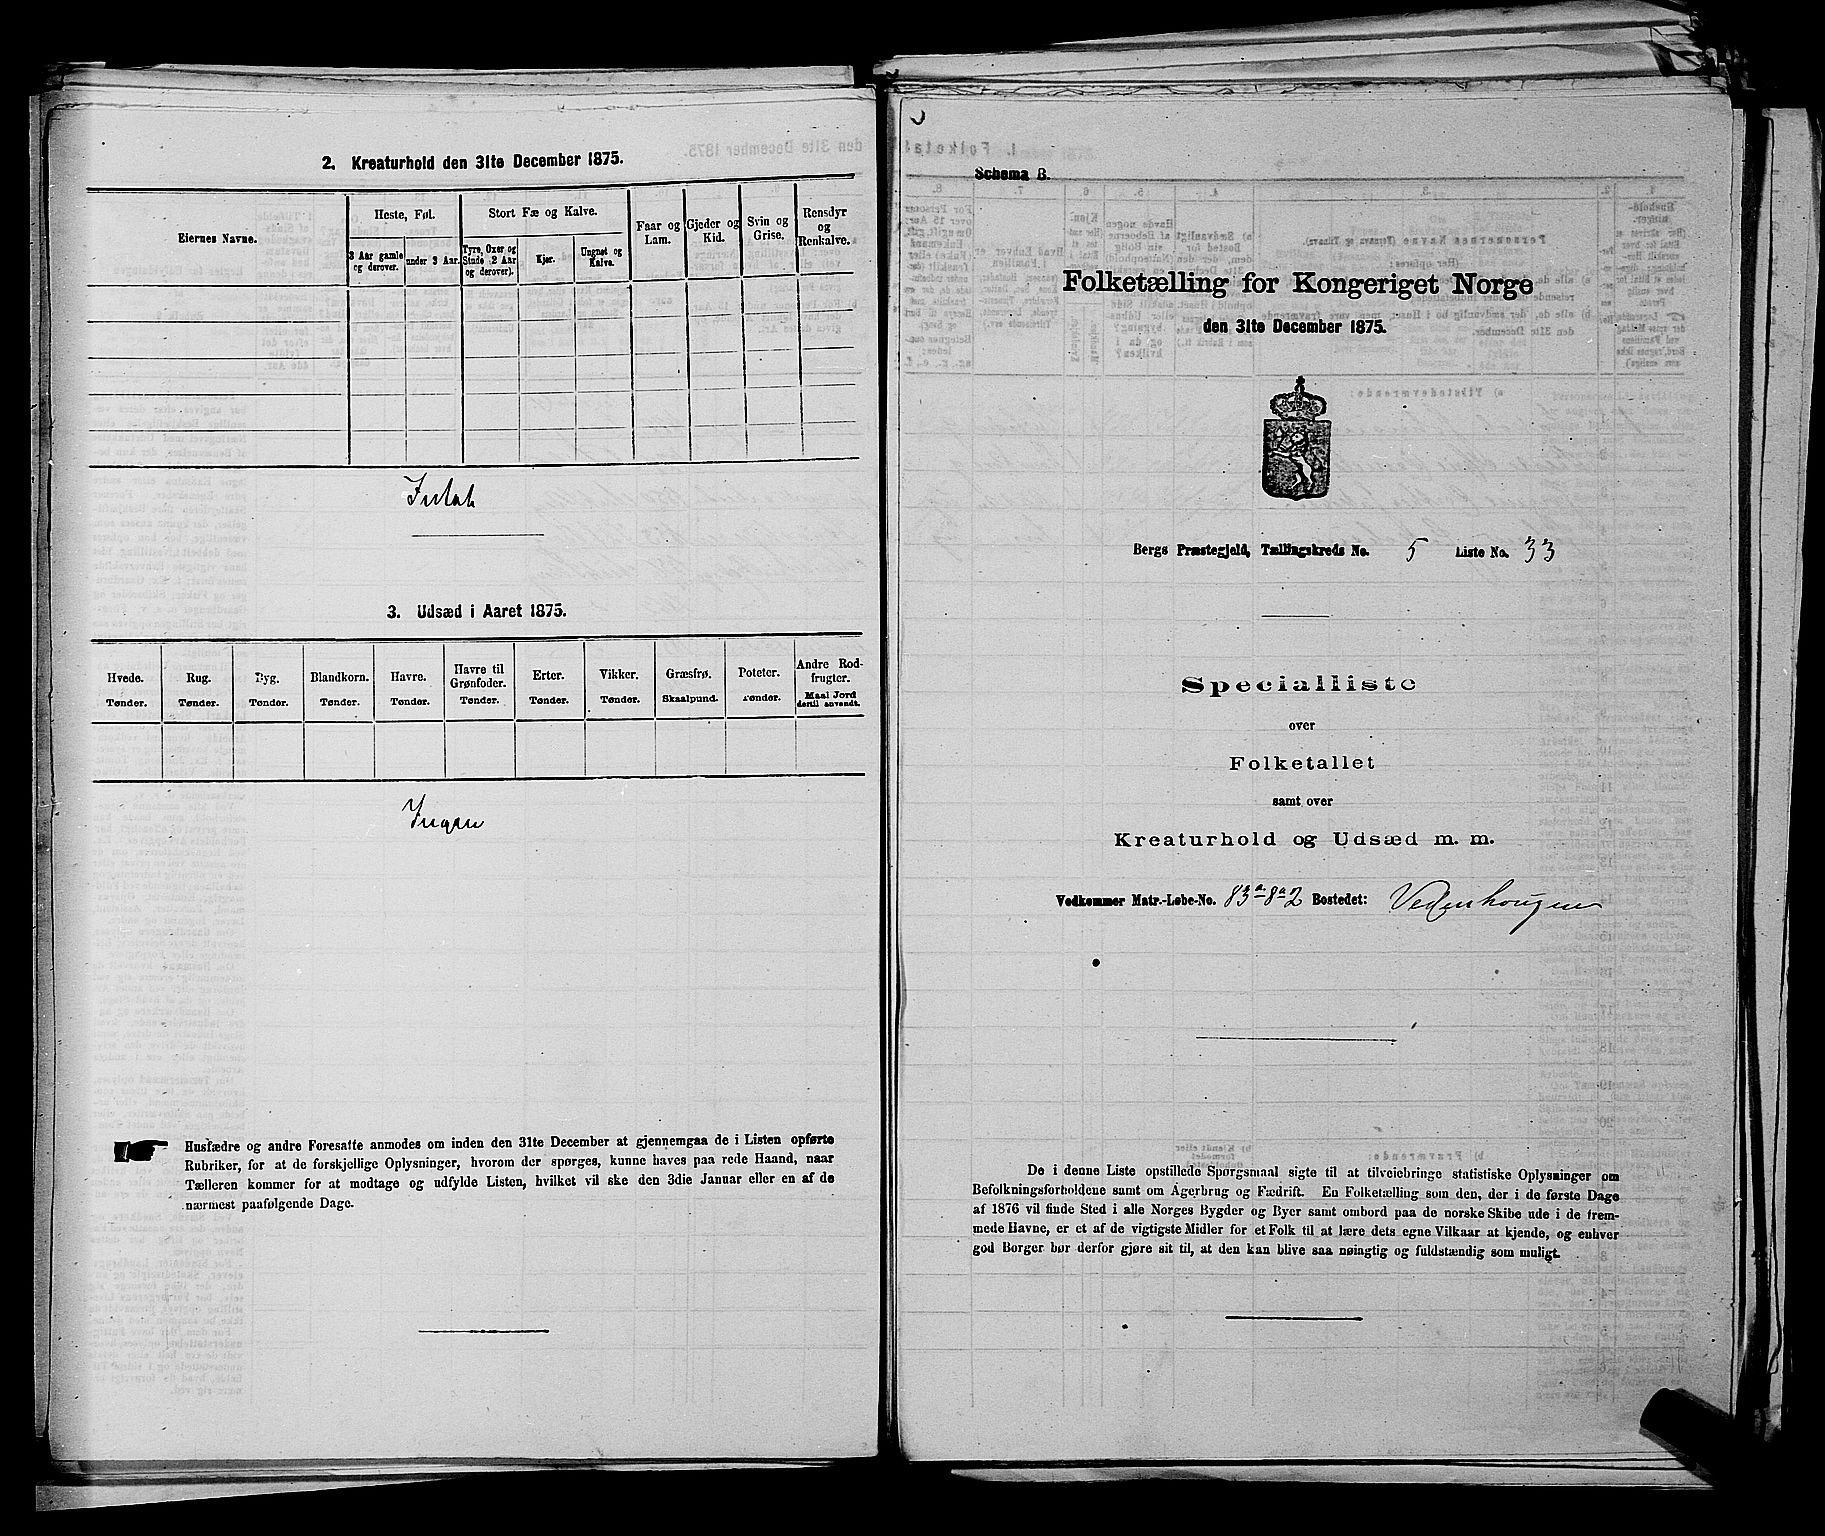 2. Kreaturhold den 31te December 1875.
Eiernes Navne.
Heste, Føl.
3 Aar gamle og derover.
under 3 Aar.
Stort Fæ og Kalve.
Tyre, Oxer og Stude (2 Aar og derover).
Kjør.
Ungnøt og Kalve.
Faar og Lam.
Gjeder og Kid.
Svin og Grise.
Rensdyr og Renkalve.
Intet
3. Udsæd i Aaret 1875.
Hvede. Tønder.
Rug. Tønder.
Byg. Tønder.
Blandkorn. Tønder.
Havre. Tønder.
Havre til Grønfoder. Tønder.
Erter. Tønder.
Vikker. Tønder.
Græsfrø. Skaalpund.
Poteter. Tønder.
Andre Rodfrugter. Maal Jord dertil anvendt.
Ingen
Husfædre og andre Foresatte anmodes om inden den 31te December at gjennemgaa de i Listen opførte
Rubriker, for at de forskjellige Oplysninger, hvorom der spørges, kunne haves paa rede Haand, naar
Tælleren kommer for at modtage og udfylde Listen, hvilket vil ske den 3die Januar eller en af de
nærmest paafølgende Dage.
Schema B.
Folketælling for Kongeriget Norge
den 31te December 1875.
Bergs Præstegjeld, Tællingskreds No. 5 Liste No. 33
Specialliste
over
Folketallet
samt over
Kreaturhold og Udsæd m. m.
Vedkommer Matr.-Løbe-No. 83a 8a2 Bostedet: Vedenhougen
De i denne Liste opstillede Spørgsmaal sigte til at tilveiebringe statistiske Oplysninger om
Befolkningsforholdene samt om Agerbrug og Fædrift. En Folketælling som den, der i de første Dage
af 1876 vil finde Sted i alle Norges Bygder og Byer samt ombord paa de norske Skibe ude i de frem-
mede Havne, er et af de vigtigste Midler for et Folk til at lære dets egne Vilkaar at kjende, og enhver
god Borger bør derfor gjøre sit til, at den kan blive saa nøiagtig og fuldstændig som muligt.